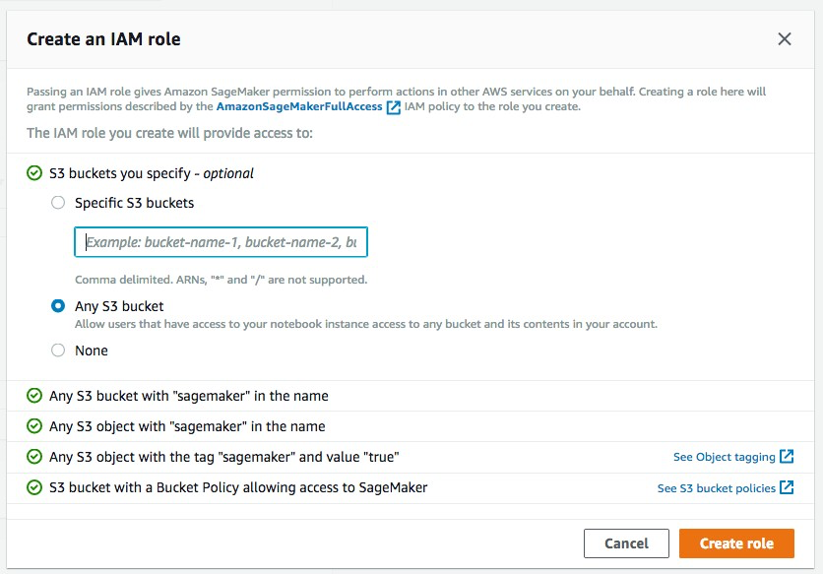 Create an IAM role
Passing an IAM role gives Amazon SageMaker permission to perform actions in other AWS services on your behalf. Creating a role here will
grant permissions described by the AmazonSageMakerFullAccess IAM policy to the role you create.
The IAM role you create will provide access to:
S3 buckets you specify - optional
Specific S3 buckets
Example: bucket-name-1, bucket-name-2, bu
Comma delimited. ARNs, "*" and "/" are not supported.
Any S3 bucket
Allow users that have access to your notebook instance access to any bucket and its contents in your account.
None
Any S3 bucket with "sagemaker" in the name
Any S3 object with "sagemaker" in the name
Any S3 object with the tag "sagemaker" and value "true" See Object tagging
S3 bucket with a Bucket Policy allowing access to SageMaker See S3 bucket policies
Cancel Create role